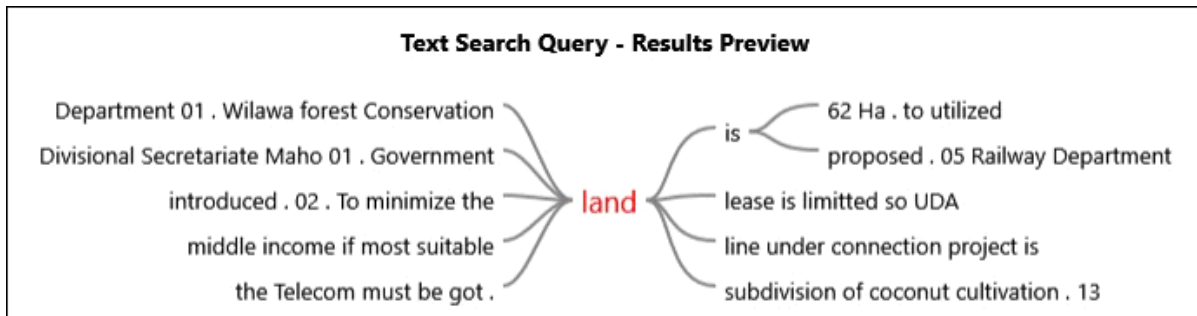 Text Search Query - Results Preview
Department 01 . Wilawa forest Conservation
Divisional Secretariate Maho 01 . Government
introduced . 02 . To minimize the
middle income if most suitable
the Telecom must be got .
land
is
62 Ha . to utilized
proposed . 05 Railway Department
lease is limitted so UDA
line under connection project is
subdivision of coconut cultivation . 13